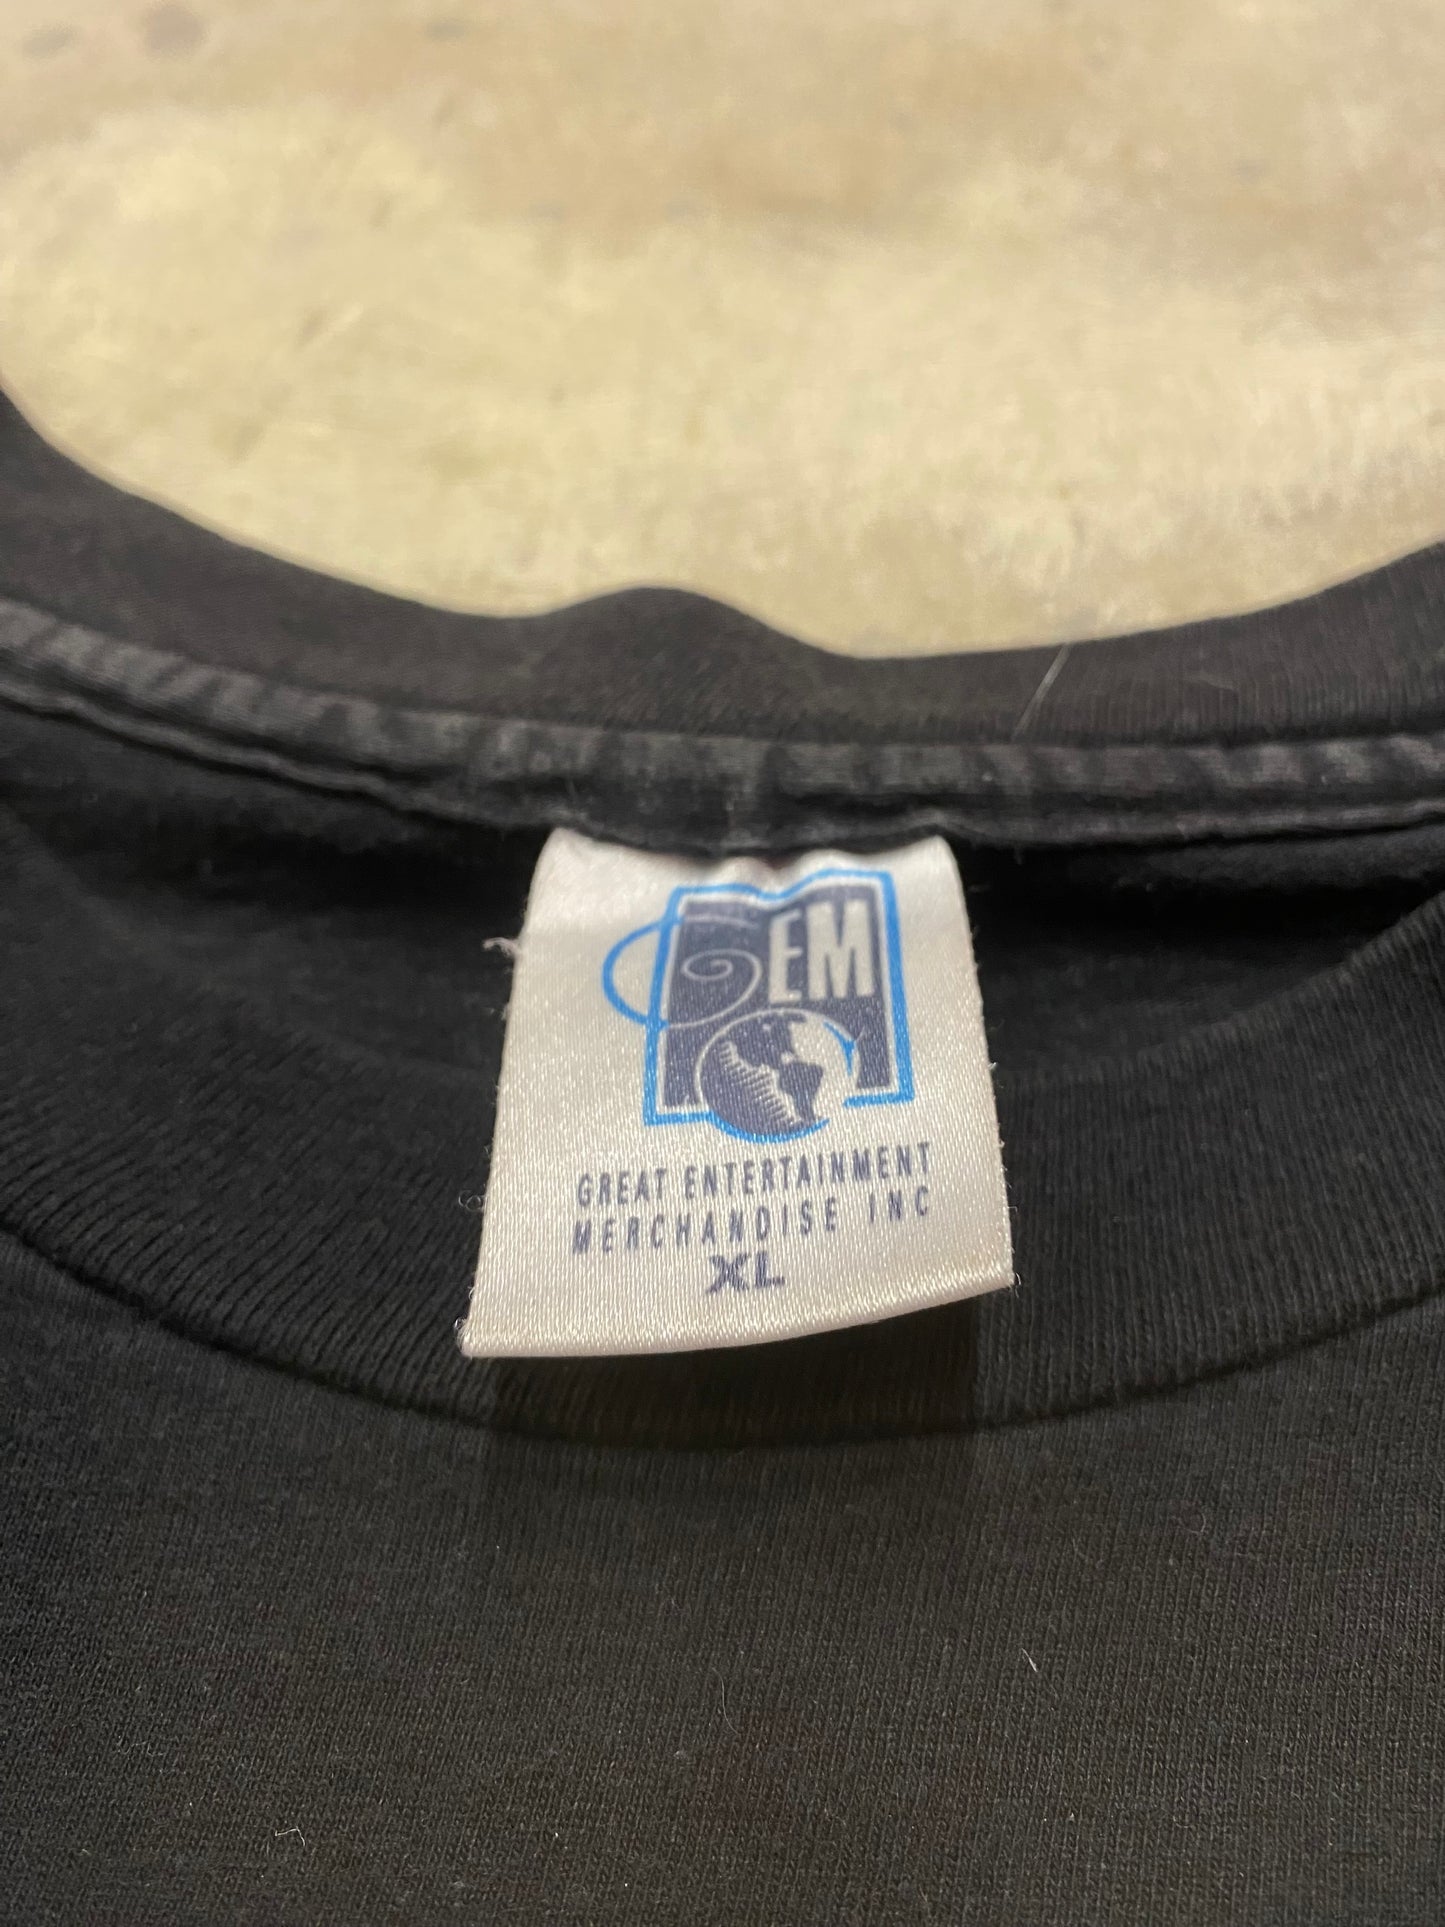 GEM
GREAT ENTERTAINMENT
MERCHANDISE INC
XL